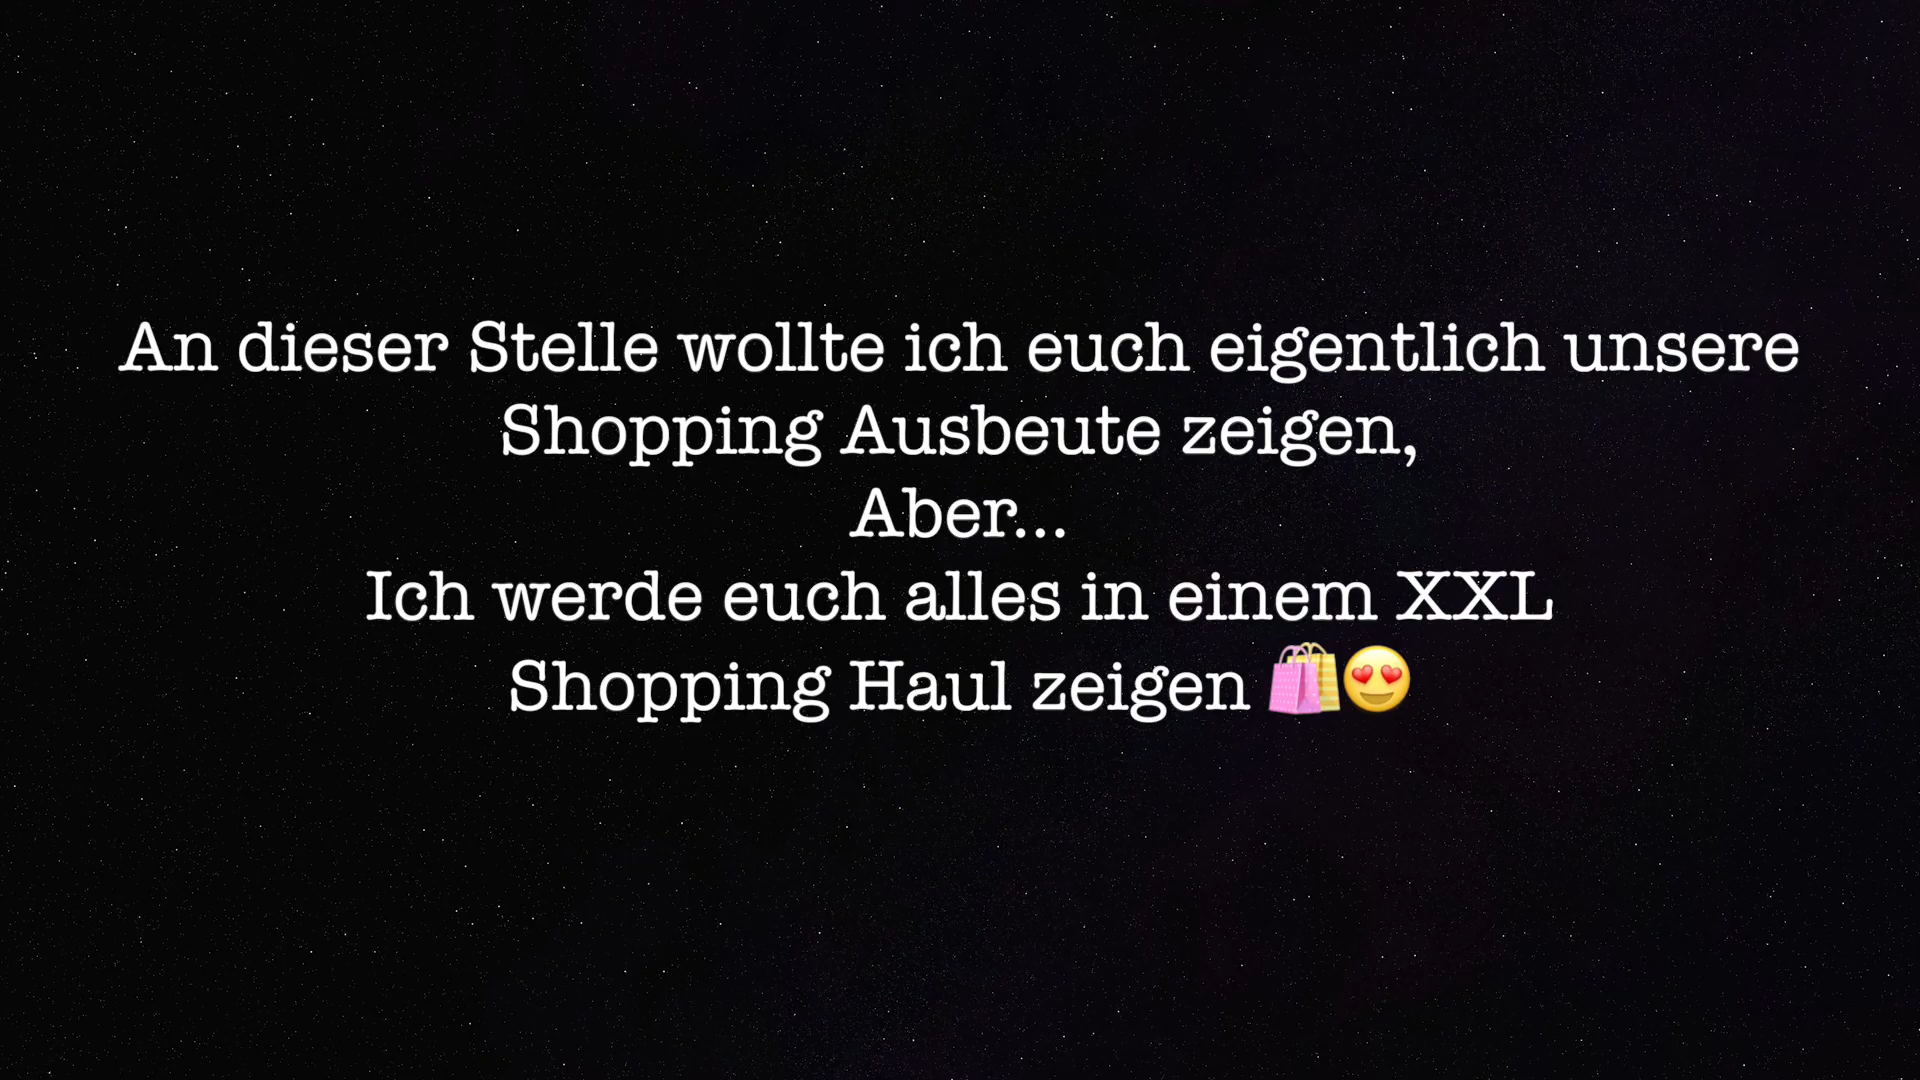 An dieser Stelle wollte ich euch eigentlich unsere
Shopping Ausbeute zeigen,
Aber...
Ich werde euch alles in einem XXL
Shopping Haul zeigen 🛍️😍